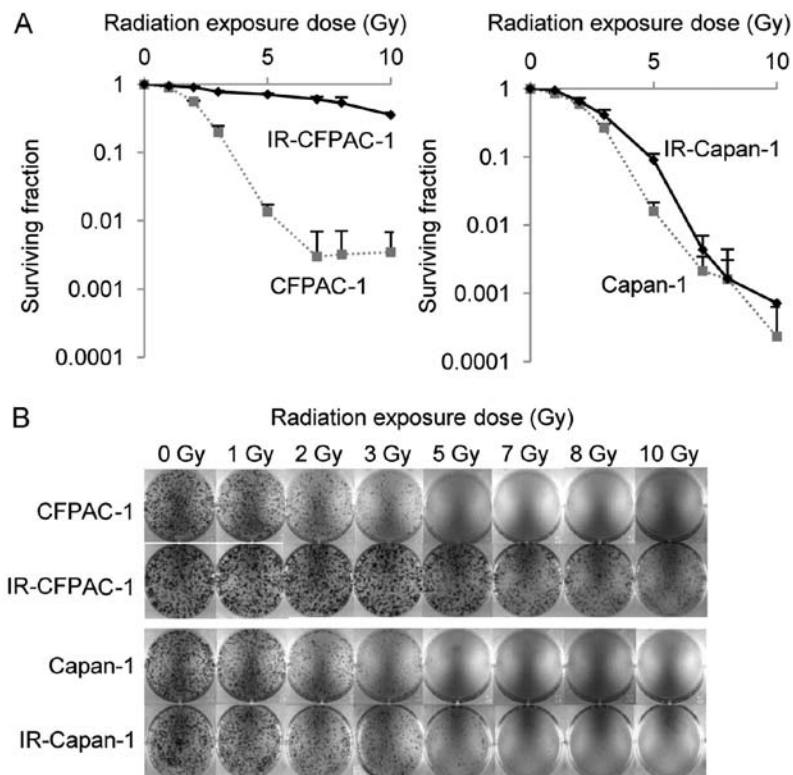 A
Radiation exposure dose (Gy)
0 5 10
1
0.1
0.01
0.001
0.0001
Surviving fraction
IR-CFPAC-1
CFPAC-1
Radiation exposure dose (Gy)
0 5 10
1
0.1
0.01
0.001
0.0001
Surviving fraction
IR-Capan-1
Capan-1
B
Radiation exposure dose (Gy)
0 Gy 1 Gy 2 Gy 3 Gy 5 Gy 7 Gy 8 Gy 10 Gy
CFPAC-1
IR-CFPAC-1
Capan-1
IR-Capan-1